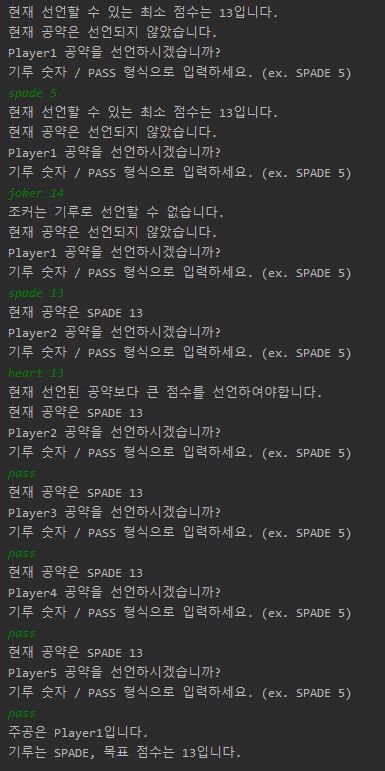 현재 선언할 수 있는 최소 점수는 13입니다.
현재 공약은 선언되지 않았습니다.
Player1 공약을 선언하시겠습니까?
기루 숫자 / PASS 형식으로 입력하세요. (ex. SPADE 5)
spade 5
현재 선언할 수 있는 최소 점수는 13입니다.
현재 공약은 선언되지 않았습니다.
Player1 공약을 선언하시겠습니까?
기루 숫자 / PASS 형식으로 입력하세요. (ex. SPADE 5)
joker 14
조커는 기루로 선언할 수 없습니다.
현재 공약은 선언되지 않았습니다.
Player1 공약을 선언하시겠습니까?
기루 숫자 / PASS 형식으로 입력하세요. (ex. SPADE 5)
spade 13
현재 공약은 SPADE 13
Player2 공약을 선언하시겠습니까?
기루 숫자 / PASS 형식으로 입력하세요. (ex. SPADE 5)
heart 13
현재 선언된 공약보다 큰 점수를 선언하여야합니다.
현재 공약은 SPADE 13
Player2 공약을 선언하시겠습니까?
기루 숫자 / PASS 형식으로 입력하세요. (ex. SPADE 5)
pass
현재 공약은 SPADE 13
Player3 공약을 선언하시겠습니까?
기루 숫자 / PASS 형식으로 입력하세요. (ex. SPADE 5)
pass
현재 공약은 SPADE 13
Player4 공약을 선언하시겠습니까?
기루 숫자 / PASS 형식으로 입력하세요. (ex. SPADE 5)
pass
현재 공약은 SPADE 13
Player5 공약을 선언하시겠습니까?
기루 숫자 / PASS 형식으로 입력하세요. (ex. SPADE 5)
pass
주공은 Player1입니다.
기루는 SPADE, 목표 점수는 13입니다.